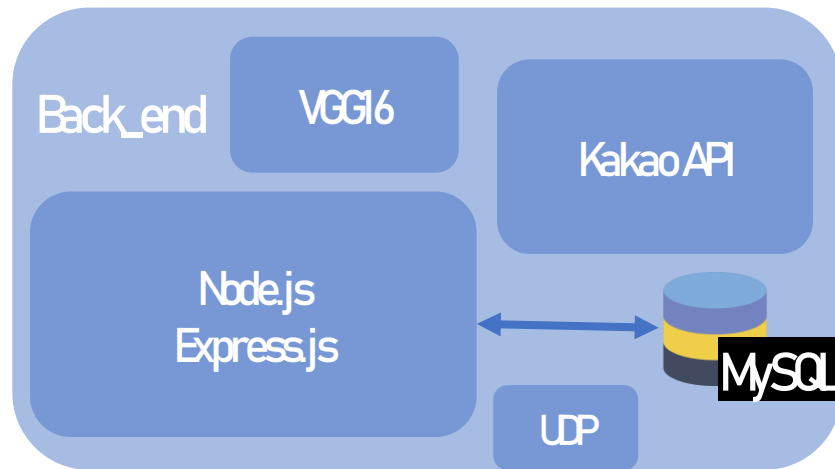 Back_end
VGG16
Kakao API
Node.js
Express.js
MySQL
UDP